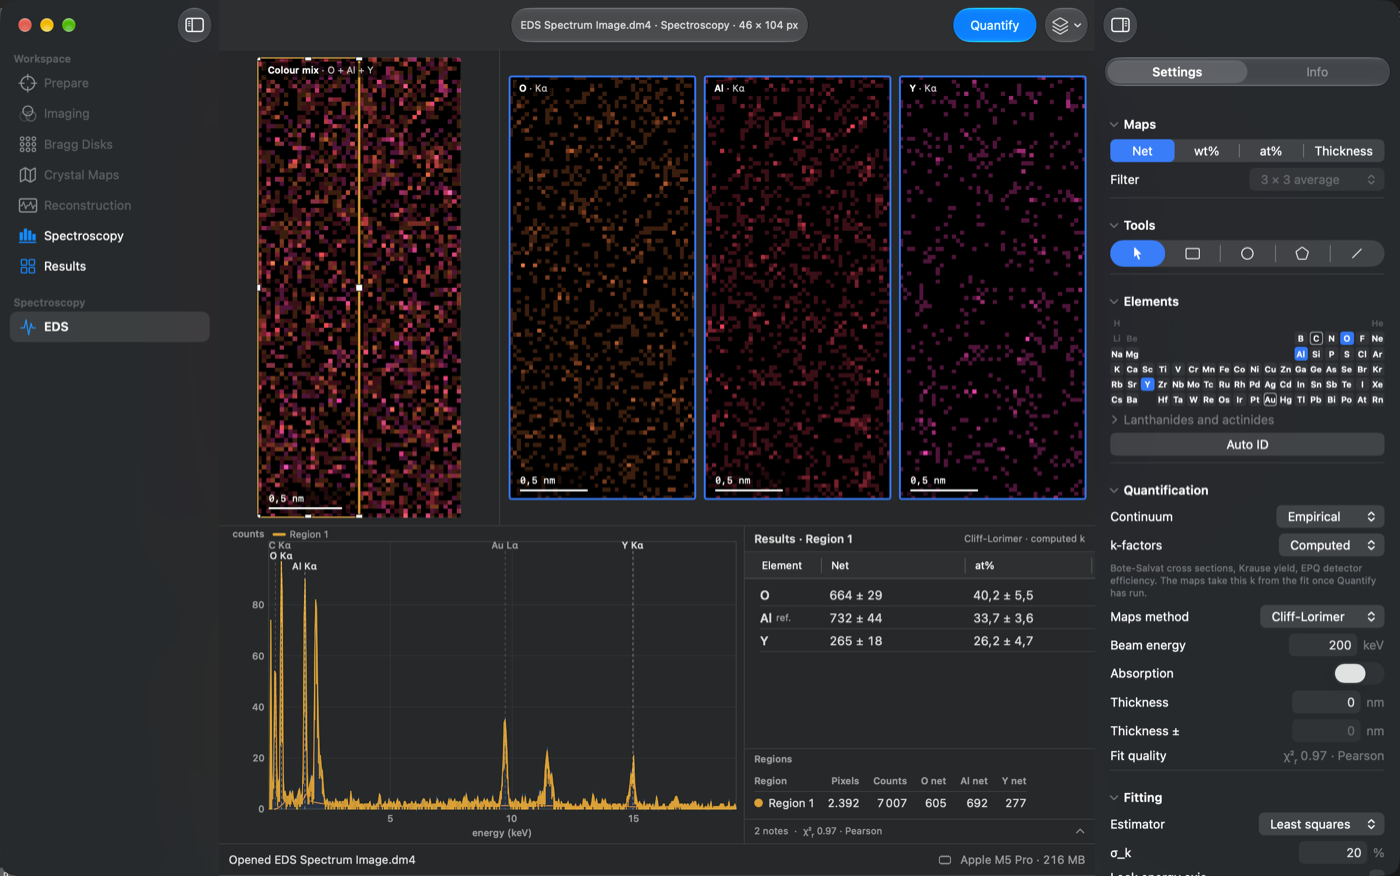 EDS Spectrum Image.dm4 · Spectroscopy · 46 × 104 px
Quantify
Workspace
Prepare
Imaging
Bragg Disks
Crystal Maps
Reconstruction
Spectroscopy
Results
Spectroscopy
EDS
Colour mix · O + Al + Y
0,5 nm
O · Kα
0,5 nm
Al · Kα
0,5 nm
Y · Kα
0,5 nm
counts
Region 1
C Kα
O Kα
Al Kα
Au Lα
Y Kα
80
60
40
20
0
5
10
15
energy (keV)
Results · Region 1
Cliff-Lorimer · computed k
Element Net at%
O 664 ± 29 40,2 ± 5,5
Al ref. 732 ± 44 33,7 ± 3,6
Y 265 ± 18 26,2 ± 4,7
Regions
Region Pixels Counts O net Al net Y net
Region 1 2.392 7 007 605 692 277
2 notes · χ²ᵣ 0.97 · Pearson
Opened EDS Spectrum Image.dm4
Apple M5 Pro · 216 MB
Settings
Info
Maps
Net wt% at% Thickness
Filter 3 × 3 average
Tools
Elements
H He
Li Be B C N O F Ne
Na Mg Al Si P S Cl Ar
K Ca Sc Ti V Cr Mn Fe Co Ni Cu Zn Ga Ge As Se Br Kr
Rb Sr Y Zr Nb Mo Tc Ru Rh Pd Ag Cd In Sn Sb Te I Xe
Cs Ba Hf Ta W Re Os Ir Pt Au Hg Tl Pb Bi Po At Rn
Lanthanides and actinides
Auto ID
Quantification
Continuum Empirical
k-factors Computed
Bote-Salvat cross sections, Krause yield, EPQ detector
efficiency. The maps take this k from the fit once Quantify
has run.
Maps method Cliff-Lorimer
Beam energy 200 keV
Absorption
Thickness 0 nm
Thickness ± 0 nm
Fit quality χ²ᵣ 0.97 · Pearson
Fitting
Estimator Least squares
σ_k 20 %